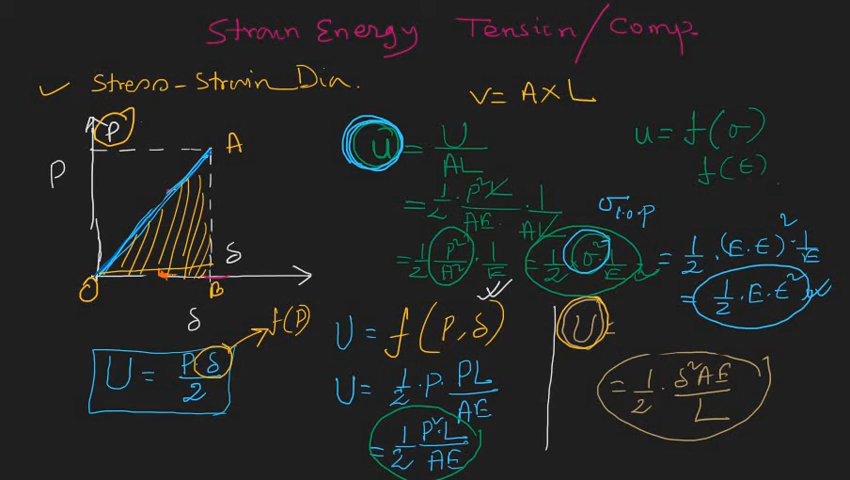 Strain Energy Tension/Comp.
✓ Stress-Strain Dia.
V = A × L
P
P
A
δ
O
B
δ
f(P)
U = Pδ/2
u = U/AL
= 1/2 · P²L/AE · 1/AL
= 1/2 P²/A² · 1/E = 1/2 σ² 1/E
U = f(P, δ)
U = 1/2 · P · PL/AE
= 1/2 P²·L/AE
u = f(σ)
f(ε)
= 1/2 · (E·ε)² · 1/E
= 1/2 · E · ε²
U =
= 1/2 · δ²AE/L